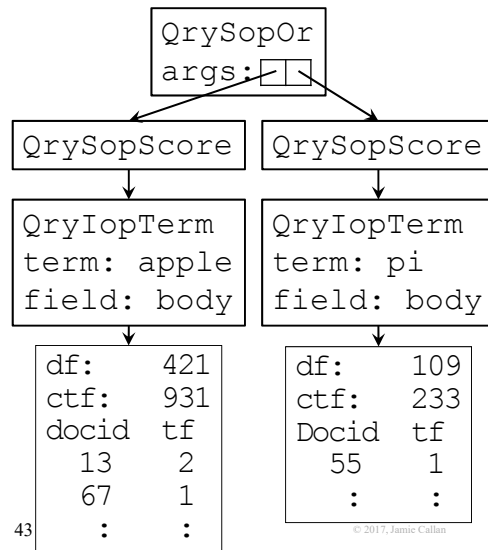 QrySopOr
args:
QrySopScore
QryIopTerm
term: apple
field: body
df: 421
ctf: 931
docid tf
13 2
67 1
: :
QrySopScore
QryIopTerm
term: pi
field: body
df: 109
ctf: 233
Docid tf
55 1
: :
43
© 2017, Jamie Callan